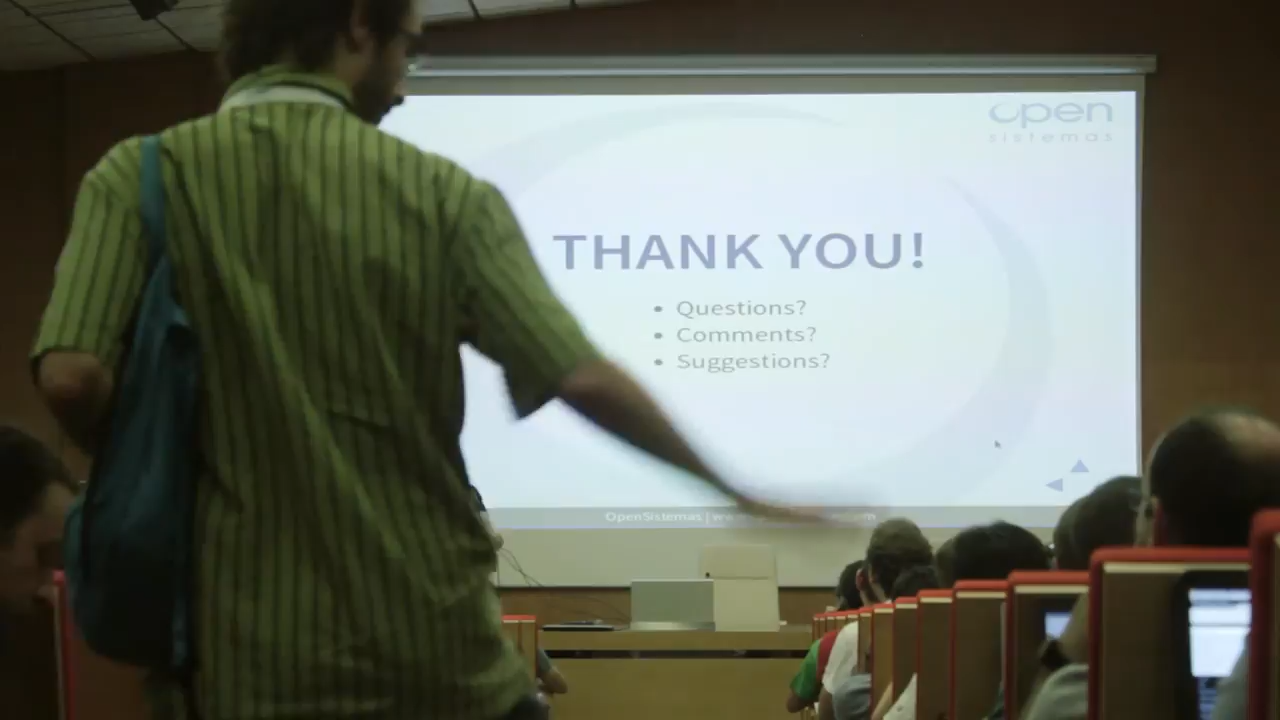 open
sistemas
THANK YOU!
• Questions?
• Comments?
• Suggestions?
OpenSistemas |